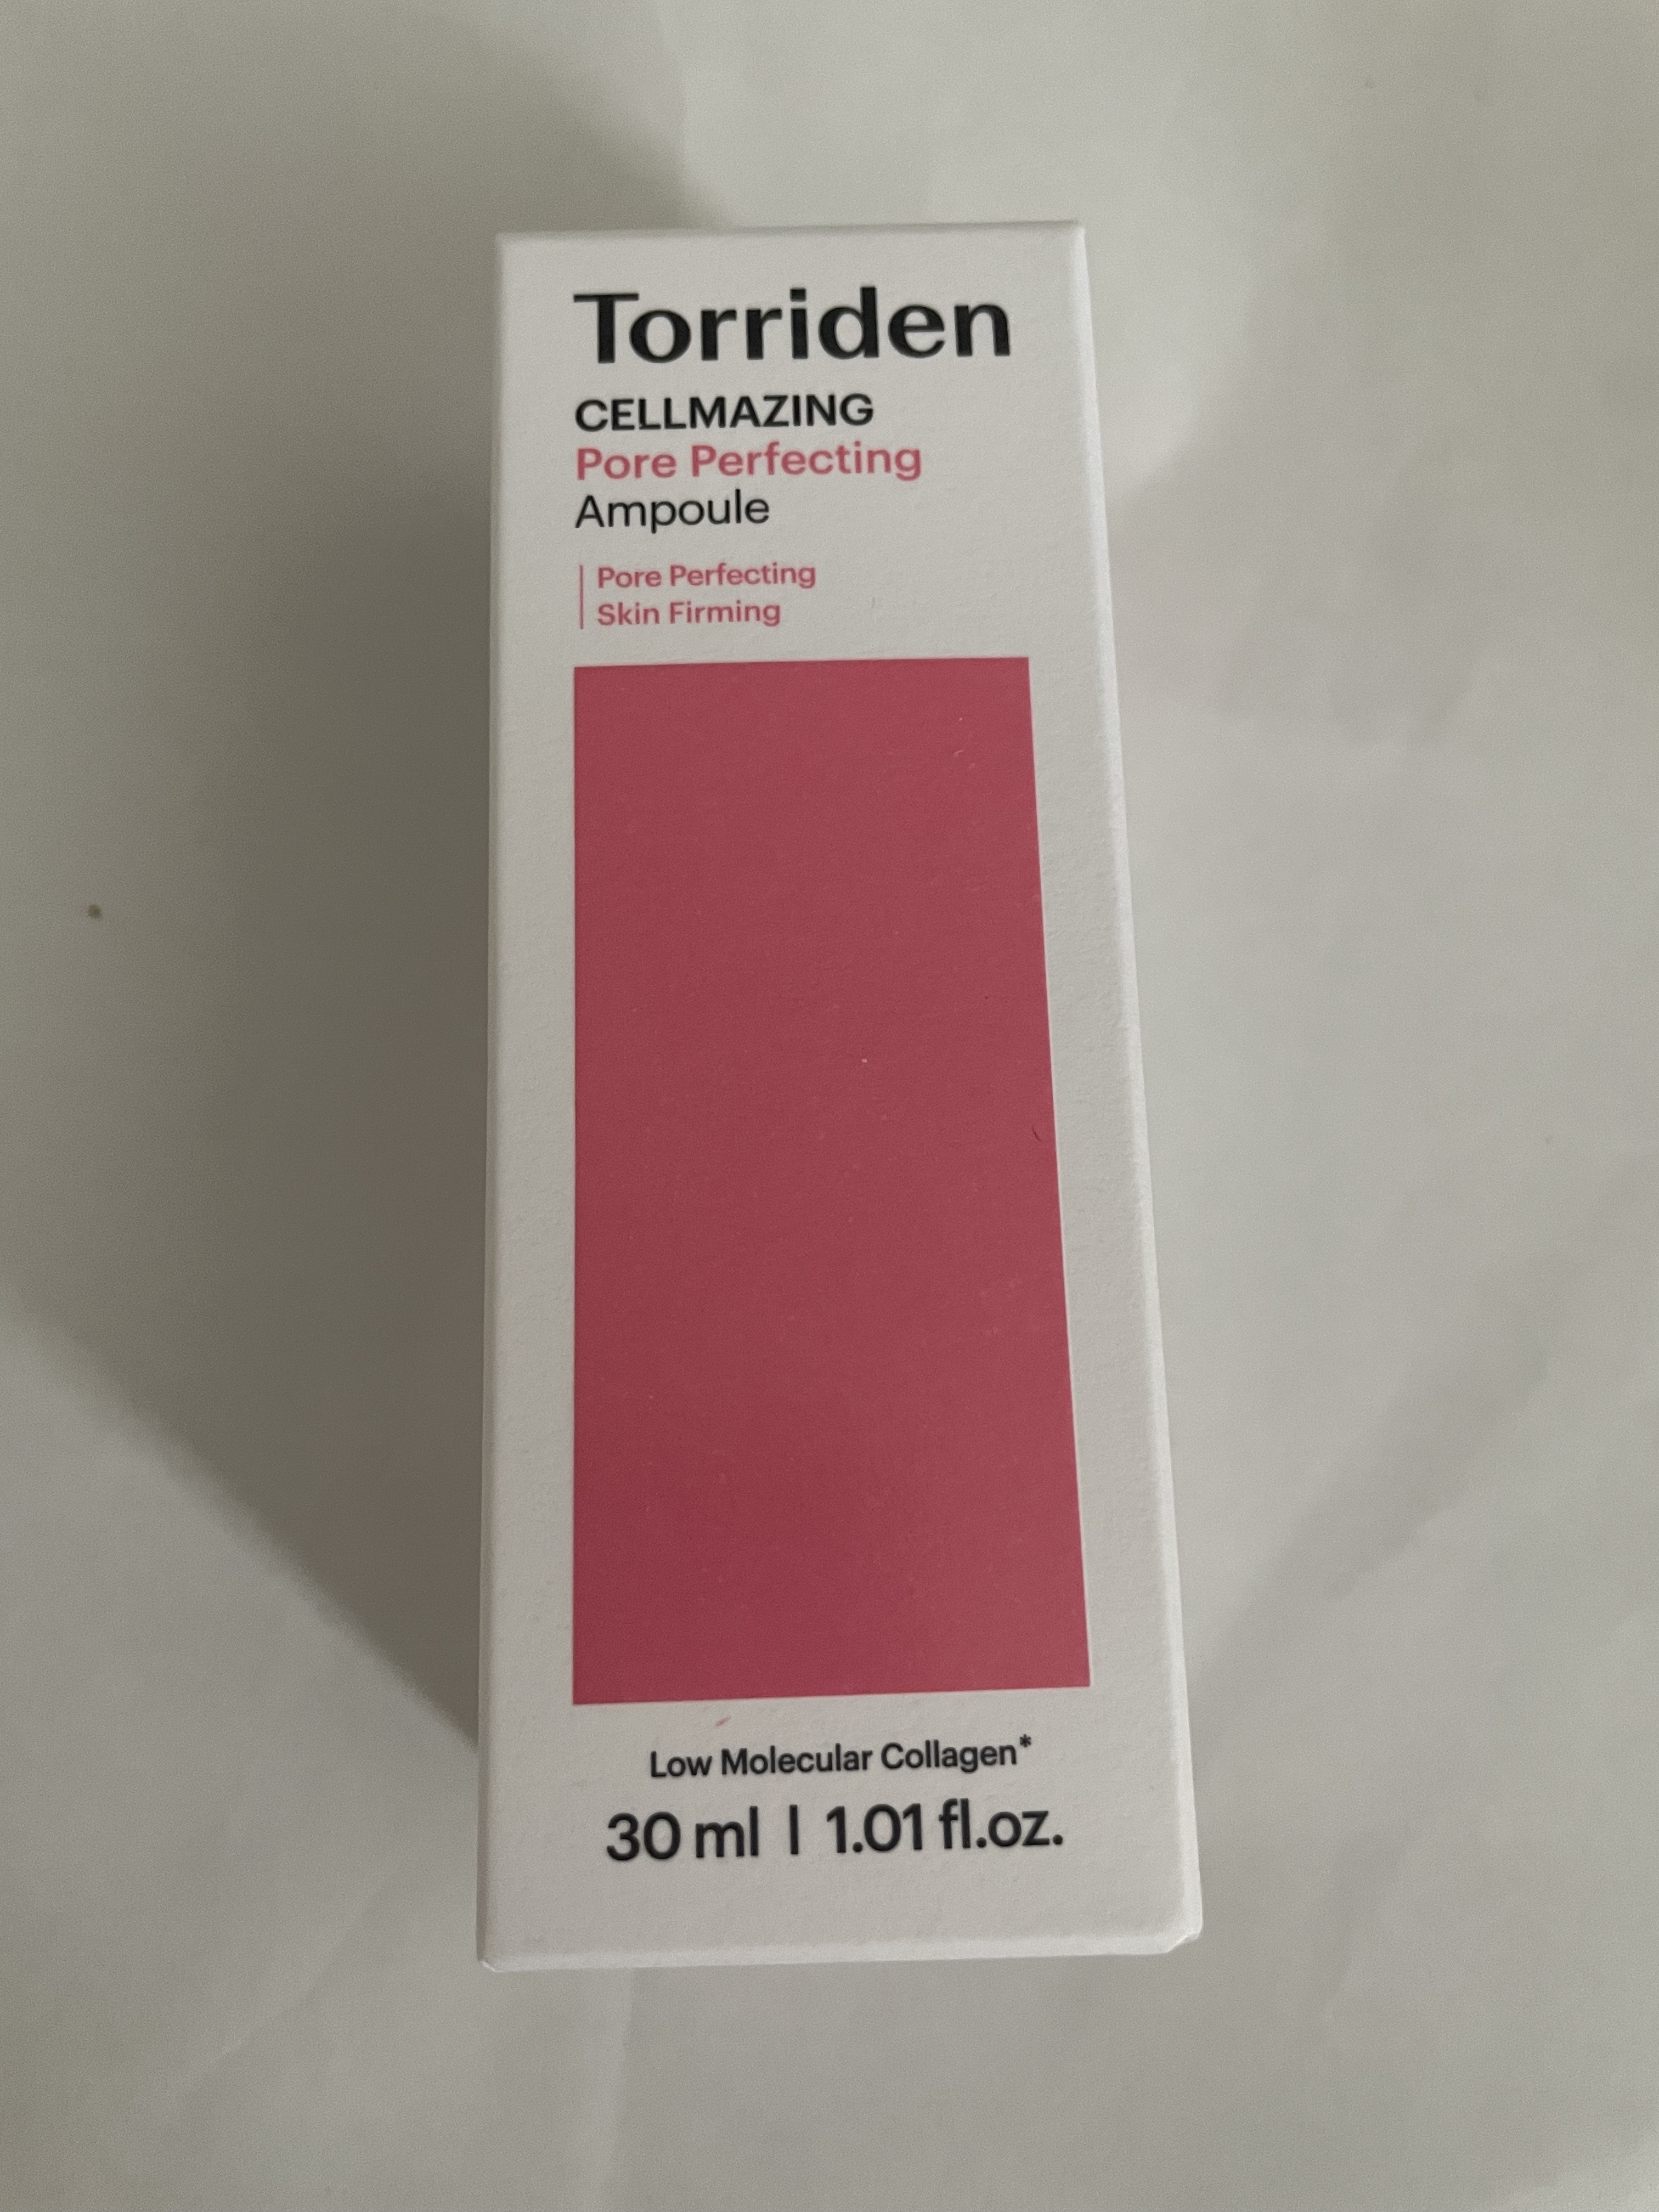 Torriden
CELLMAZING
Pore Perfecting
Ampoule
Pore Perfecting
Skin Firming
Low Molecular Collagen*
30 ml | 1.01 fl.oz.